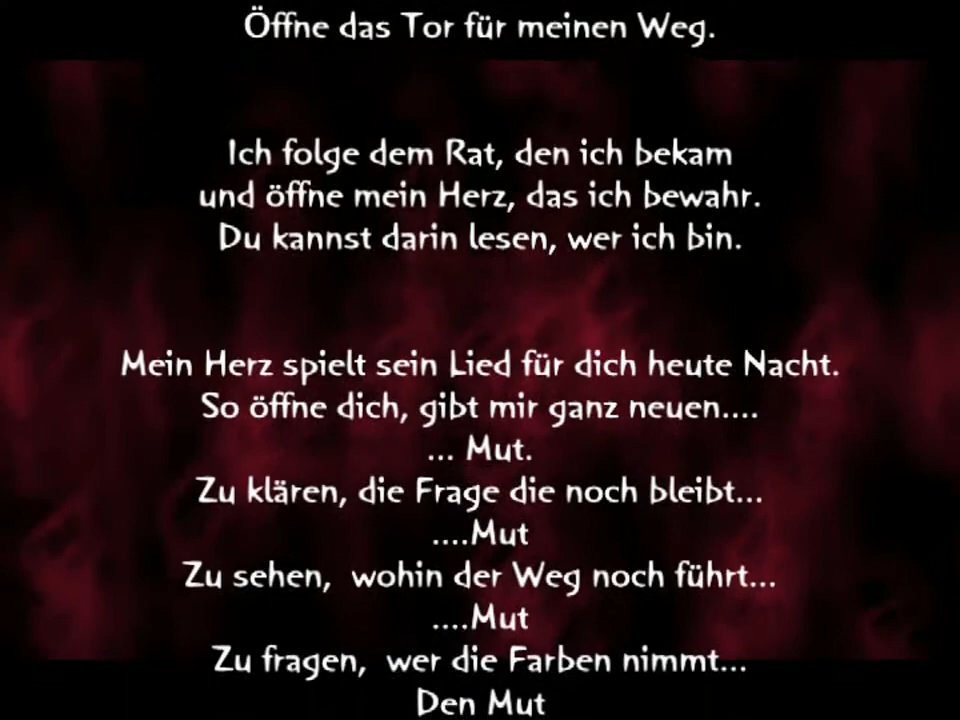 Öffne das Tor für meinen Weg.
Ich folge dem Rat, den ich bekam
und öffne mein Herz, das ich bewahr.
Du kannst darin lesen, wer ich bin.
Mein Herz spielt sein Lied für dich heute Nacht.
So öffne dich, gibt mir ganz neuen....
... Mut.
Zu klären, die Frage die noch bleibt...
....Mut
Zu sehen,  wohin der Weg noch führt...
....Mut
Zu fragen,  wer die Farben nimmt...
Den Mut